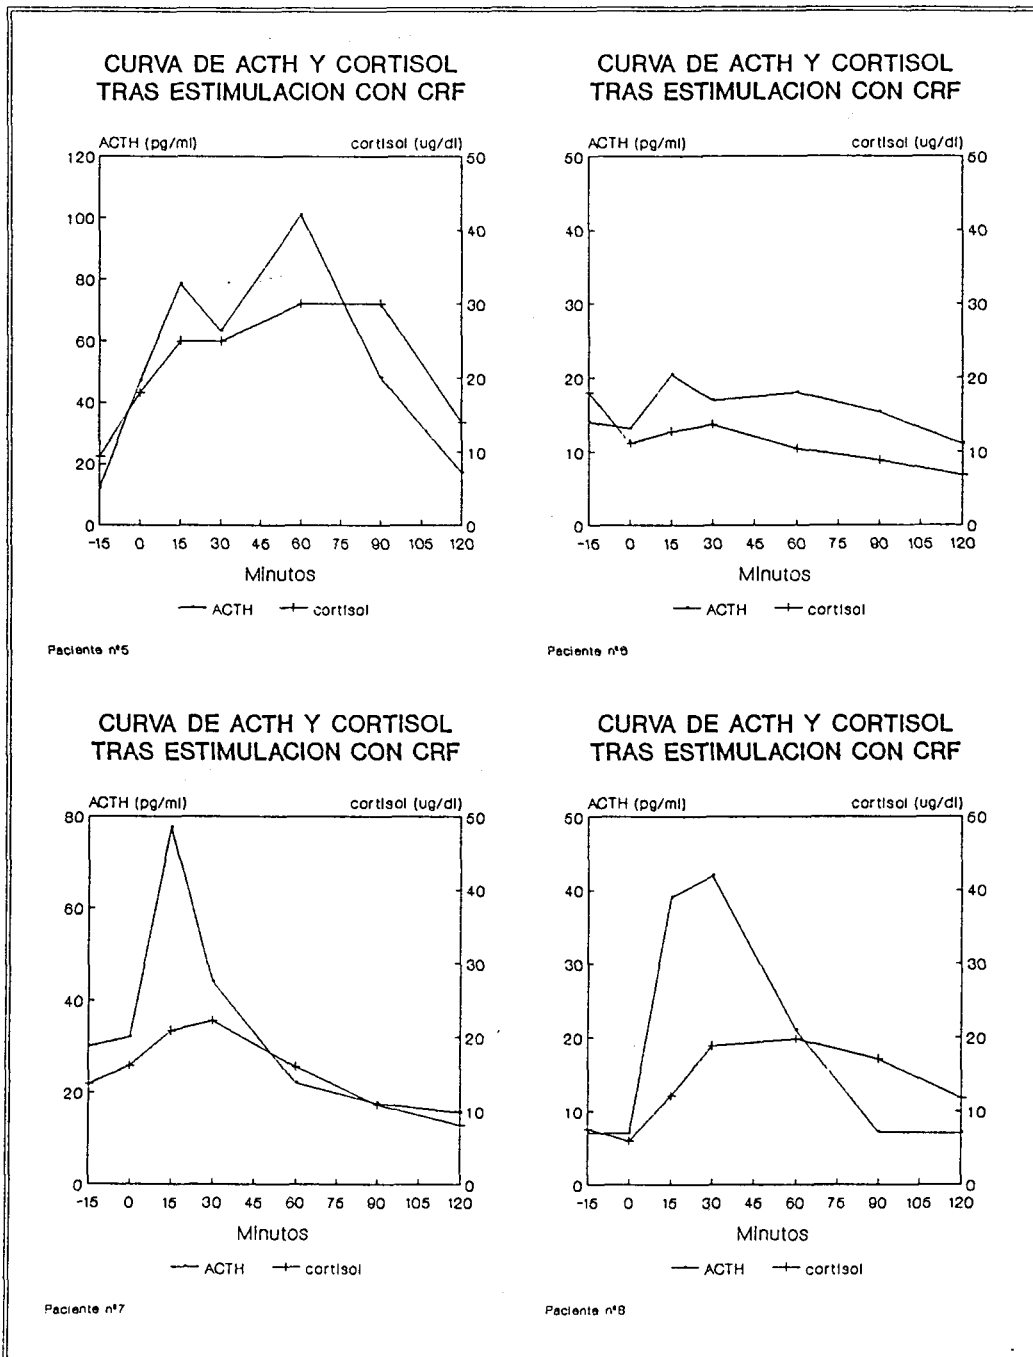 CURVA DE ACTH Y CORTISOL
TRAS ESTIMULACION CON CRF
ACTH (pg/ml) cortisol (ug/dl)
120 50
100 40
80 30
60 20
40 10
20 0
0
-15 0 15 30 45 60 75 90 105 120
Minutos
ACTH cortisol
Paciente nº5
CURVA DE ACTH Y CORTISOL
TRAS ESTIMULACION CON CRF
ACTH (pg/ml) cortisol (ug/dl)
50 50
40 40
30 30
20 20
10 10
0 0
-15 0 15 30 45 60 75 90 105 120
Minutos
ACTH cortisol
Paciente nº6
CURVA DE ACTH Y CORTISOL
TRAS ESTIMULACION CON CRF
ACTH (pg/ml) cortisol (ug/dl)
80 50
60 40
40 30
20 20
0 10
0
-15 0 15 30 45 60 75 90 105 120
Minutos
ACTH cortisol
Paciente nº7
CURVA DE ACTH Y CORTISOL
TRAS ESTIMULACION CON CRF
ACTH (pg/ml) cortisol (ug/dl)
50 50
40 40
30 30
20 20
10 10
0 0
-15 0 15 30 45 60 75 90 105 120
Minutos
ACTH cortisol
Paciente nº8